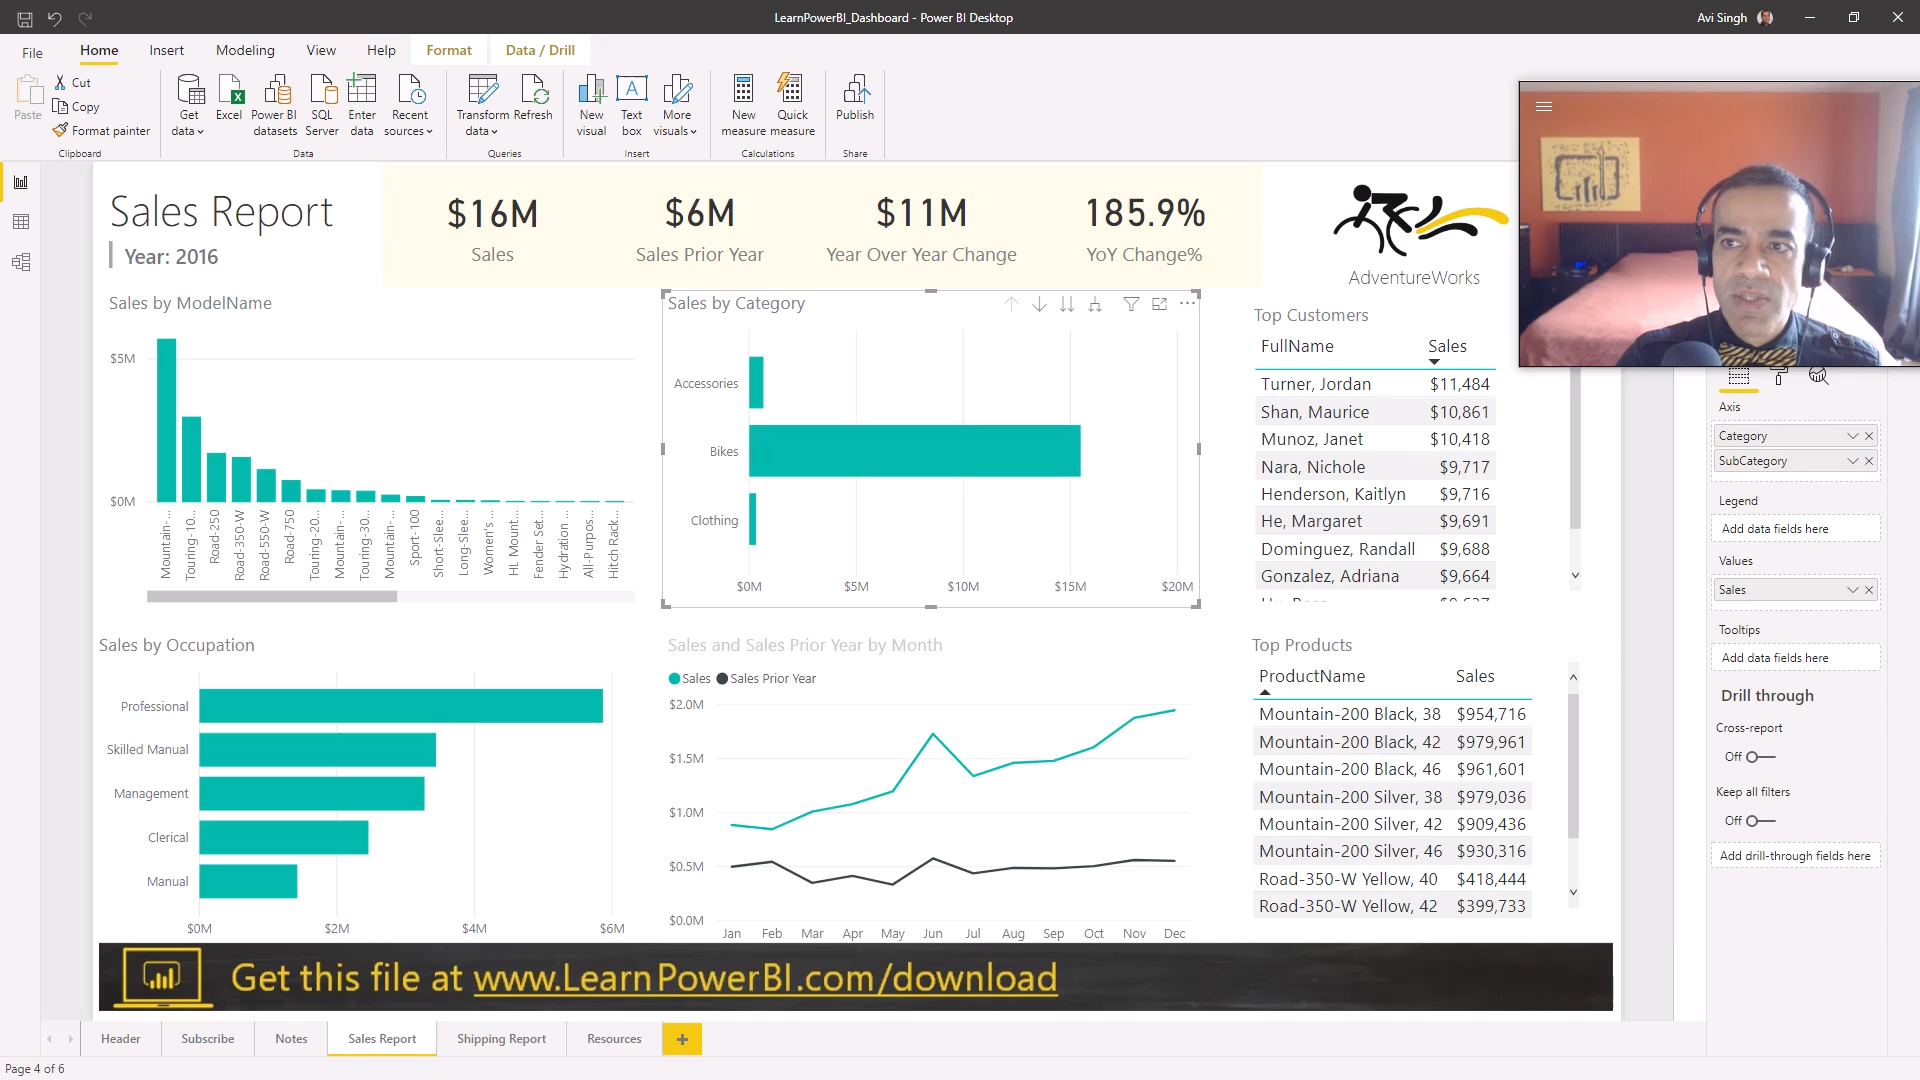 LearnPowerBI_Dashboard - Power BI Desktop
Avi Singh
File
Home
Insert
Modeling
View
Help
Format
Data / Drill
Paste
Cut
Copy
Format painter
Clipboard
Get data
Excel
Power BI datasets
SQL Server
Enter data
Recent sources
Data
Transform data
Refresh
Queries
New visual
Text box
More visuals
Insert
New measure
Quick measure
Calculations
Publish
Share
Sales Report
Year: 2016
$16M
Sales
$6M
Sales Prior Year
$11M
Year Over Year Change
185.9%
YoY Change%
AdventureWorks
Sales by ModelName
$5M
$0M
Mountain-...
Touring-10...
Road-250
Road-350-W
Road-550-W
Road-750
Touring-20...
Mountain-...
Touring-30...
Mountain-...
Sport-100
Short-Slee...
Long-Slee...
Women's ...
HL Mount...
Fender Set...
Hydration ...
All-Purpos...
Hitch Rack...
Sales by Category
Accessories
Bikes
Clothing
$0M $5M $10M $15M $20M
Top Customers
FullName Sales
Turner, Jordan $11,484
Shan, Maurice $10,861
Munoz, Janet $10,418
Nara, Nichole $9,717
Henderson, Kaitlyn $9,716
He, Margaret $9,691
Dominguez, Randall $9,688
Gonzalez, Adriana $9,664
Sales by Occupation
Professional
Skilled Manual
Management
Clerical
Manual
$0M $2M $4M $6M
Sales and Sales Prior Year by Month
Sales Sales Prior Year
$2.0M
$1.5M
$1.0M
$0.5M
$0.0M
Jan Feb Mar Apr May Jun Jul Aug Sep Oct Nov Dec
Top Products
ProductName Sales
Mountain-200 Black, 38 $954,716
Mountain-200 Black, 42 $979,961
Mountain-200 Black, 46 $961,601
Mountain-200 Silver, 38 $979,036
Mountain-200 Silver, 42 $909,436
Mountain-200 Silver, 46 $930,316
Road-350-W Yellow, 40 $418,444
Road-350-W Yellow, 42 $399,733
Axis
Category
SubCategory
Legend
Add data fields here
Values
Sales
Tooltips
Add data fields here
Drill through
Cross-report
Off
Keep all filters
Off
Add drill-through fields here
Get this file at www.LearnPowerBI.com/download
Header
Subscribe
Notes
Sales Report
Shipping Report
Resources
Page 4 of 6